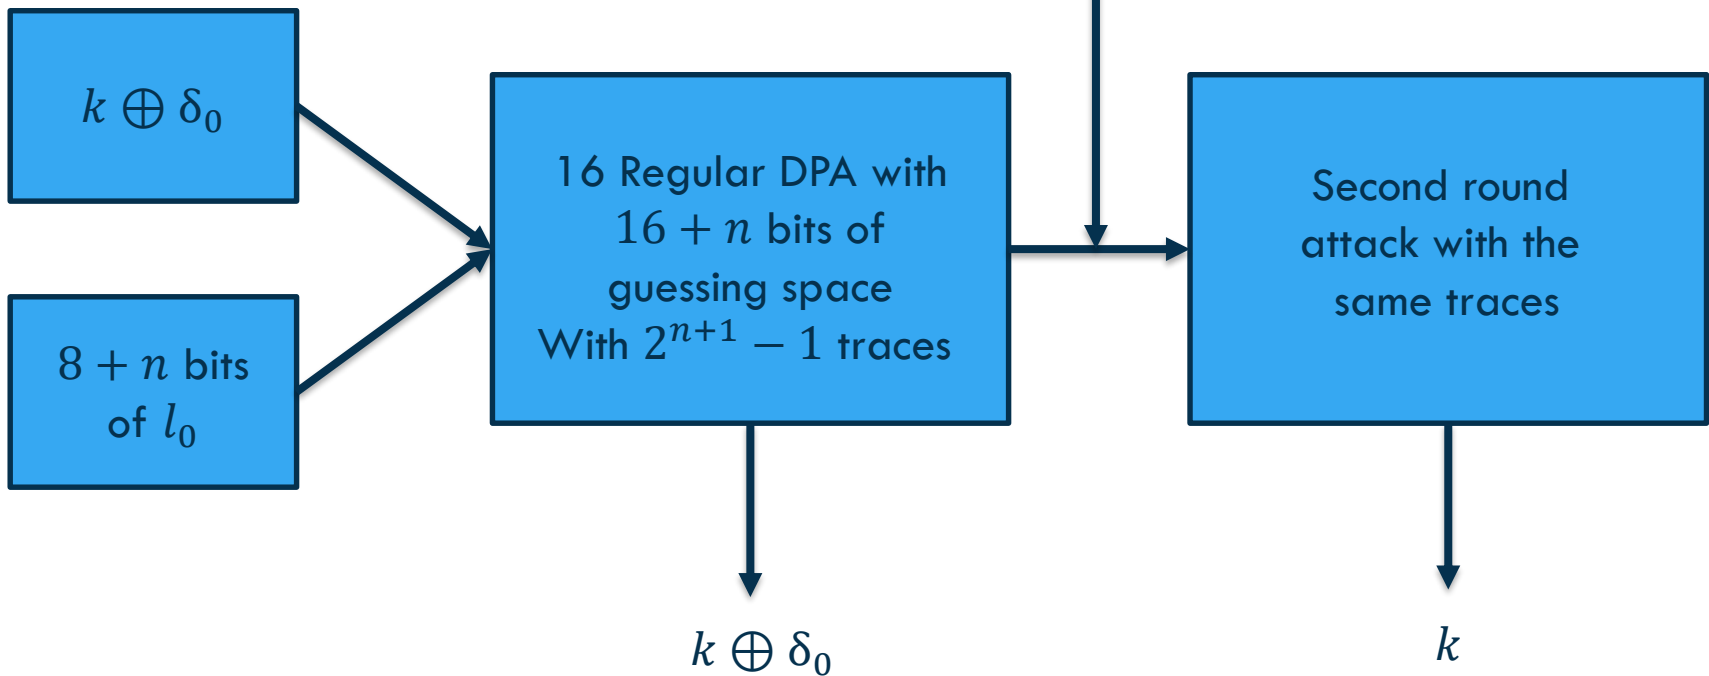 k ⊕ δ₀
8 + n bits
of l₀
16 Regular DPA with
16 + n bits of
guessing space
With 2ⁿ⁺¹ − 1 traces
Second round
attack with the
same traces
k ⊕ δ₀
k